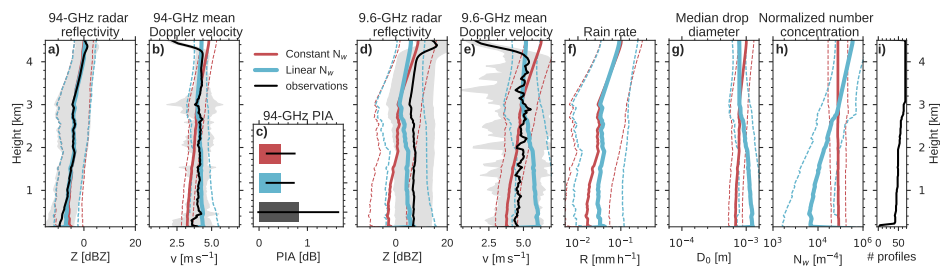 94-GHz radar reflectivity
94-GHz mean Doppler velocity
9.6-GHz radar reflectivity
9.6-GHz mean Doppler velocity
Rain rate
Median drop diameter
Normalized number concentration
a)
b)
d)
e)
f)
g)
h)
i)
Constant N_w
Linear N_w
observations
c)
94-GHz PIA
Height [km]
4
3
2
1
4
3
2
1
Height [km]
0
20
2.5
5.0
0
1
0
20
2.5
5.0
10⁻² 10⁻¹
10⁻⁴ 10⁻³
10² 10⁴ 10⁶
0 50
Z [dBZ]
v [m s⁻¹]
PIA [dB]
Z [dBZ]
v [m s⁻¹]
R [mm h⁻¹]
D₀ [m]
N_w [m⁻⁴]
# profiles